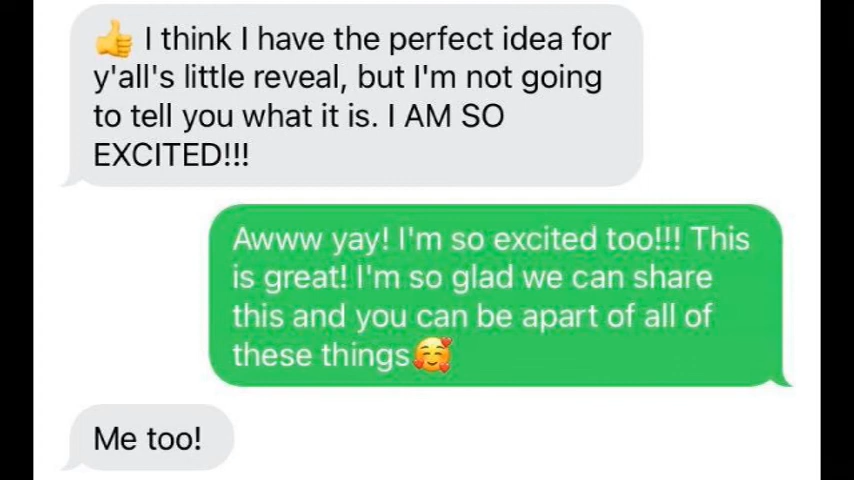 👍 I think I have the perfect idea for
y'all's little reveal, but I'm not going
to tell you what it is. I AM SO
EXCITED!!!
Awww yay! I'm so excited too!!! This
is great! I'm so glad we can share
this and you can be apart of all of
these things🥰
Me too!